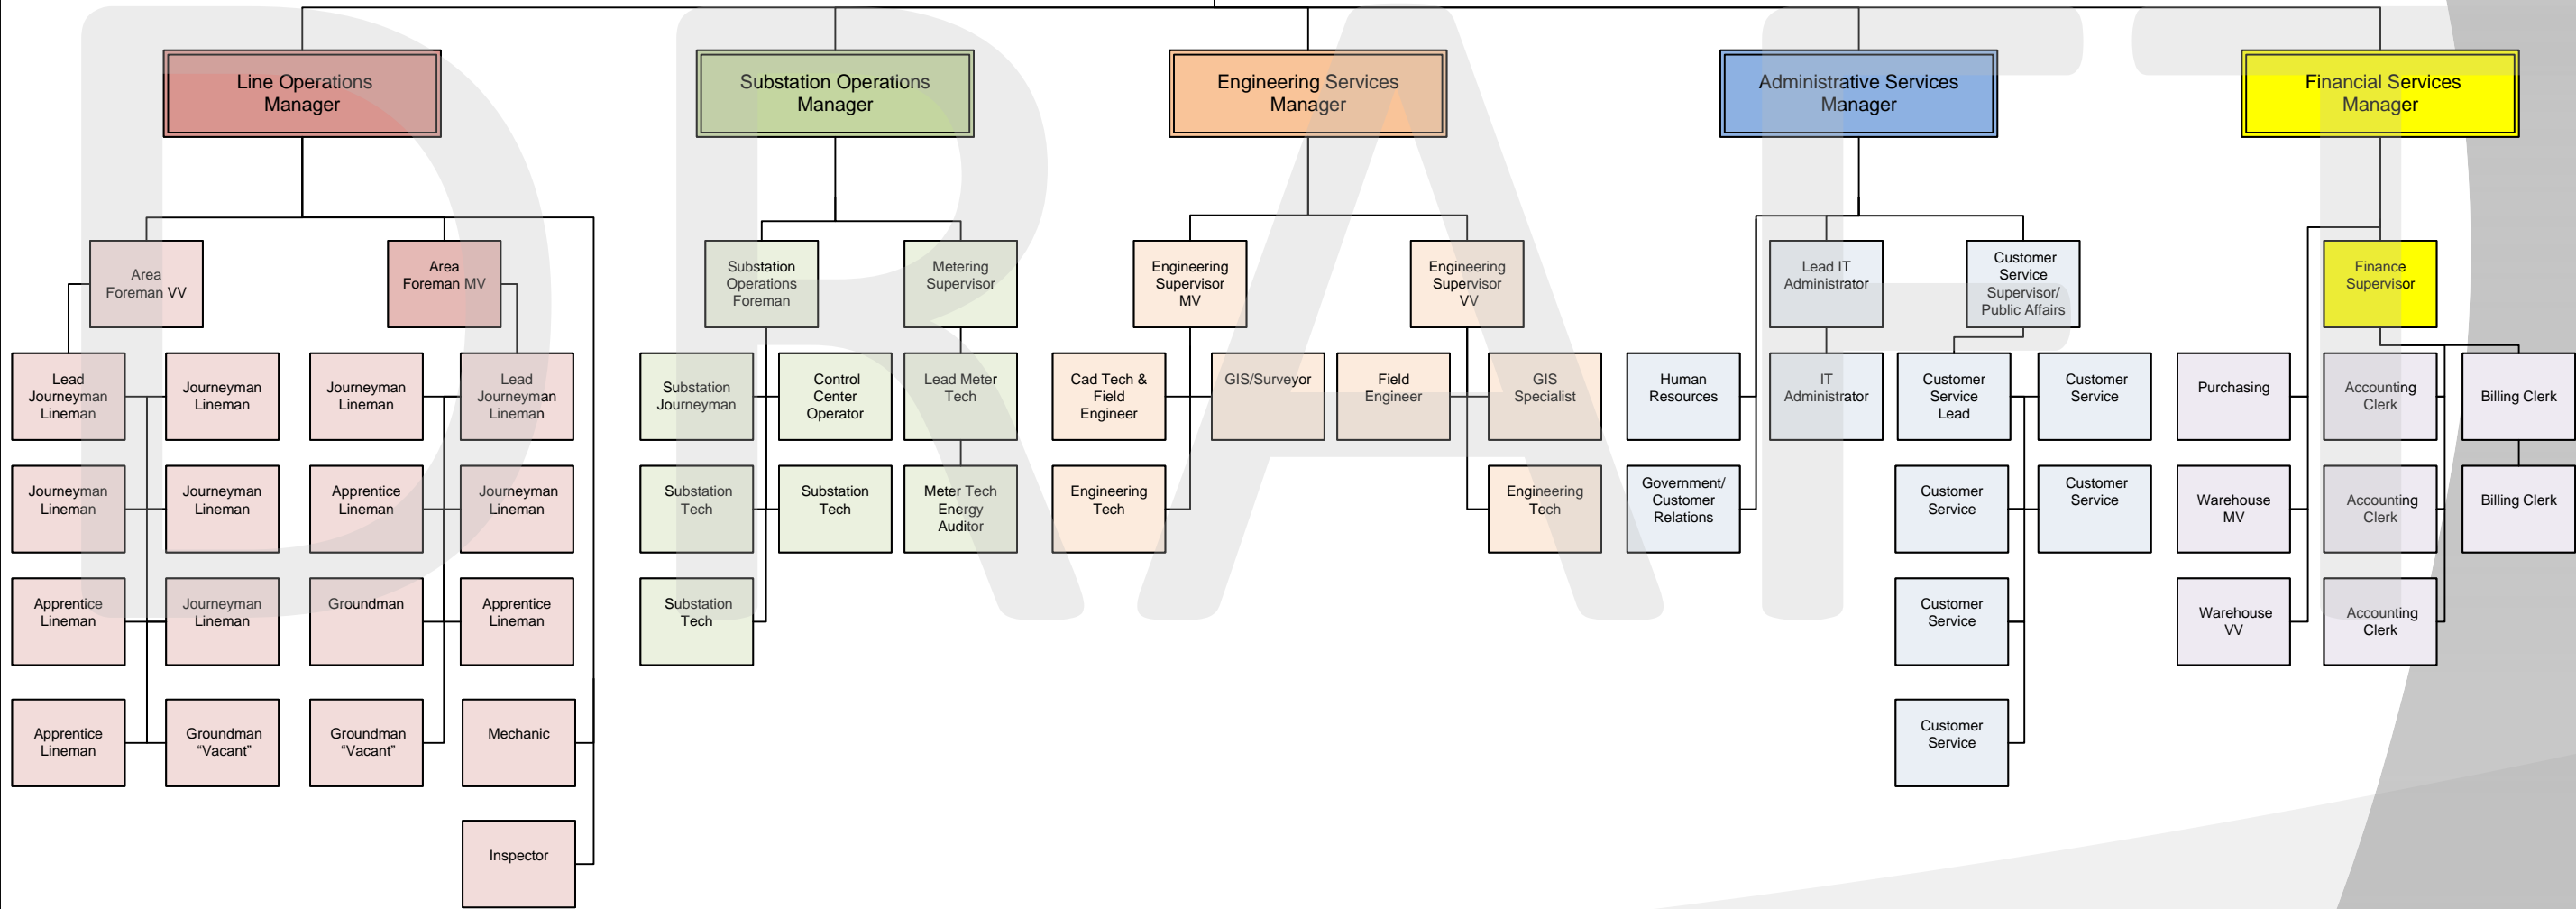 DRAFT
Line Operations
Manager
Substation Operations
Manager
Engineering Services
Manager
Administrative Services
Manager
Financial Services
Manager
Area
Foreman VV
Area
Foreman MV
Substation
Operations
Foreman
Metering
Supervisor
Engineering
Supervisor
MV
Engineering
Supervisor
VV
Lead IT
Administrator
Customer
Service
Supervisor/
Public Affairs
Finance
Supervisor
Lead
Journeyman
Lineman
Journeyman
Lineman
Journeyman
Lineman
Lead
Journeyman
Lineman
Substation
Journeyman
Control
Center
Operator
Lead Meter
Tech
Cad Tech &
Field
Engineer
GIS/Surveyor
Field
Engineer
GIS
Specialist
Human
Resources
IT
Administrator
Customer
Service
Lead
Customer
Service
Purchasing
Accounting
Clerk
Billing Clerk
Journeyman
Lineman
Journeyman
Lineman
Apprentice
Lineman
Journeyman
Lineman
Substation
Tech
Substation
Tech
Meter Tech
Energy
Auditor
Engineering
Tech
Engineering
Tech
Government/
Customer
Relations
Customer
Service
Customer
Service
Warehouse
MV
Accounting
Clerk
Billing Clerk
Apprentice
Lineman
Journeyman
Lineman
Groundman
Apprentice
Lineman
Substation
Tech
Customer
Service
Warehouse
VV
Accounting
Clerk
Apprentice
Lineman
Groundman
“Vacant”
Groundman
“Vacant”
Mechanic
Customer
Service
Inspector